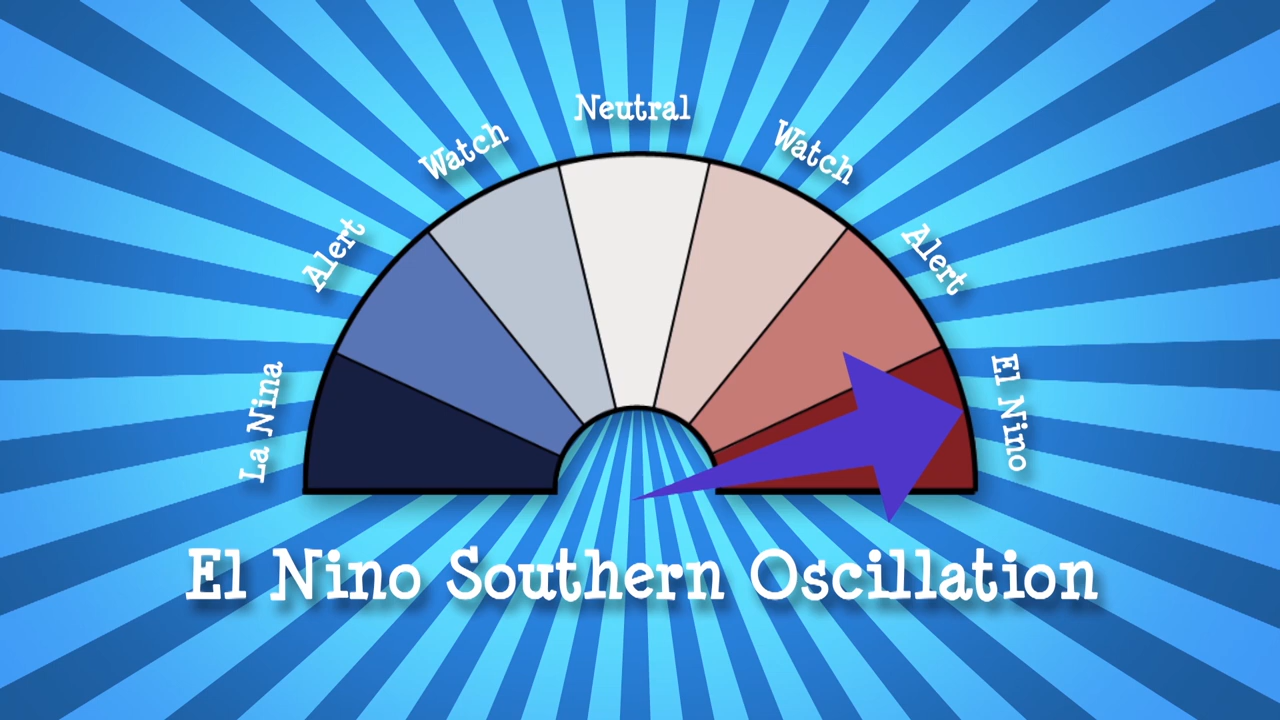 La Nina
Alert
Watch
Neutral
Watch
Alert
El Nino
El Nino Southern Oscillation